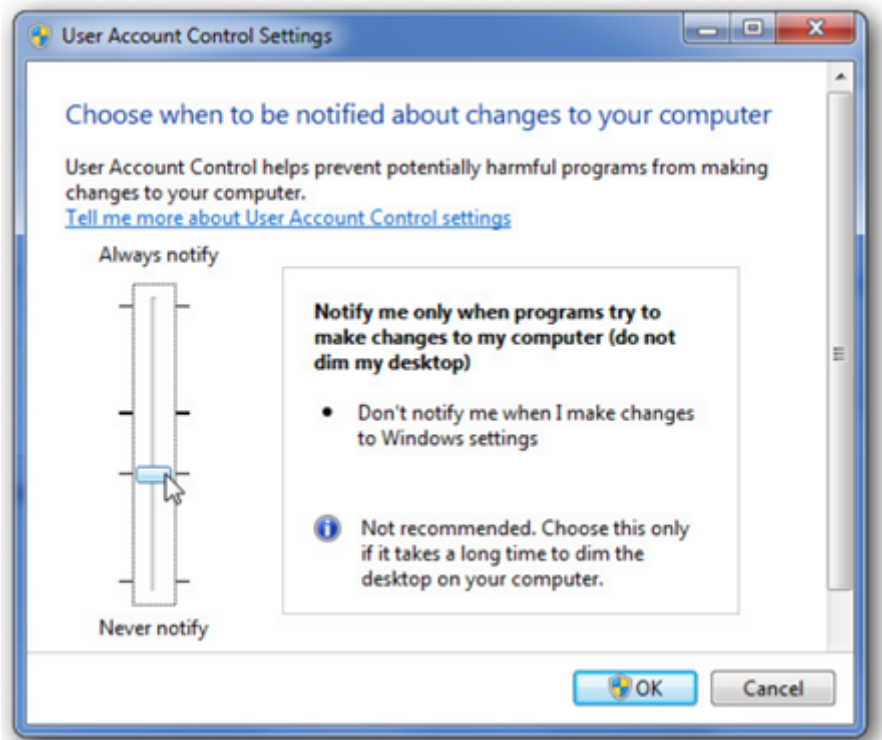 User Account Control Settings
Choose when to be notified about changes to your computer
User Account Control helps prevent potentially harmful programs from making
changes to your computer.
Tell me more about User Account Control settings
Always notify
Notify me only when programs try to
make changes to my computer (do not
dim my desktop)
• Don't notify me when I make changes
to Windows settings
Not recommended. Choose this only
if it takes a long time to dim the
desktop on your computer.
Never notify
OK
Cancel